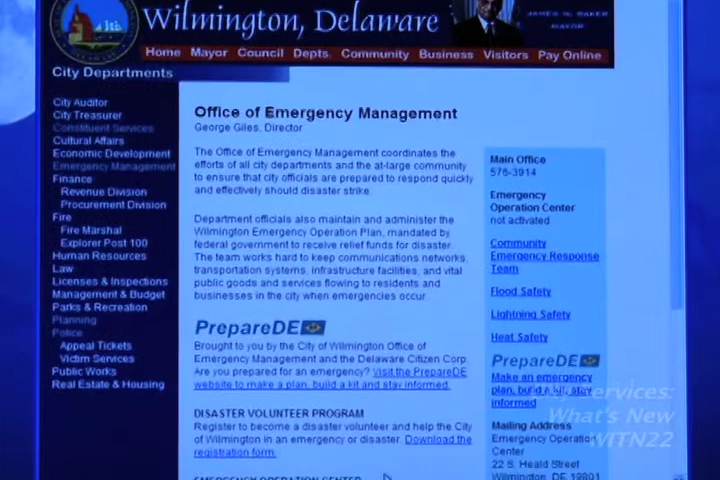 Wilmington, Delaware
JAMES M. BAKER
MAYOR
Home Mayor Council Depts. Community Business Visitors Pay Online
City Departments
City Auditor
City Treasurer
Constituent Services
Cultural Affairs
Economic Development
Emergency Management
Finance
Revenue Division
Procurement Division
Fire
Fire Marshal
Explorer Post 100
Human Resources
Law
Licenses & Inspections
Management & Budget
Parks & Recreation
Planning
Police
Appeal Tickets
Victim Services
Public Works
Real Estate & Housing
Office of Emergency Management
George Giles, Director
The Office of Emergency Management coordinates the
efforts of all city departments and the at-large community
to ensure that city officials are prepared to respond quickly
and effectively should disaster strike.
Department officials also maintain and administer the
Wilmington Emergency Operation Plan, mandated by
federal government to receive relief funds for disaster.
The team works hard to keep communications networks,
transportation systems, infrastructure facilities, and vital
public goods and services flowing to residents and
businesses in the city when emergencies occur.
PrepareDE
Brought to you by the City of Wilmington Office of
Emergency Management and the Delaware Citizen Corp.
Are you prepared for an emergency? Visit the PrepareDE
website to make a plan, build a kit and stay informed.
DISASTER VOLUNTEER PROGRAM
Register to become a disaster volunteer and help the City
of Wilmington in an emergency or disaster. Download the
registration form.
EMERGENCY OPERATION CENTER
Main Office
576-3914
Emergency
Operation Center
not activated
Community
Emergency Response
Team
Flood Safety
Lightning Safety
Heat Safety
PrepareDE
Make an emergency
plan, build a kit, stay
informed
Mailing Address
Emergency Operation
Center
22 S. Heald Street
Wilmington, DE 19801
Services:
What's New
WITN22